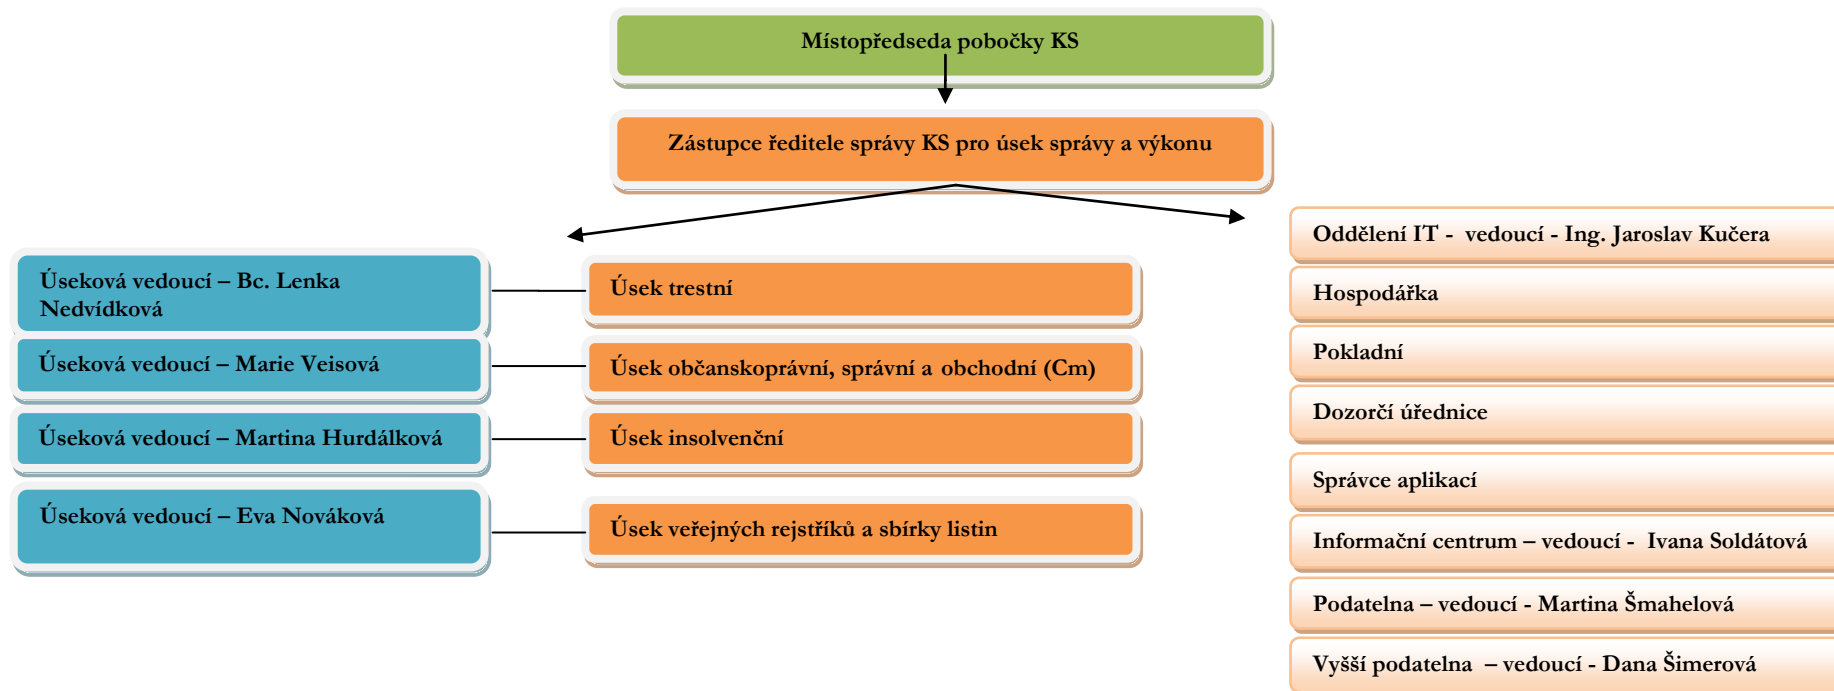 Místopředseda pobočky KS
Zástupce ředitele správy KS pro úsek správy a výkonu
Úseková vedoucí – Bc. Lenka
Nedvídková
Úsek trestní
Úseková vedoucí – Marie Veisová
Úsek občanskoprávní, správní a obchodní (Cm)
Úseková vedoucí – Martina Hurdálková
Úsek insolvenční
Úseková vedoucí – Eva Nováková
Úsek veřejných rejstříků a sbírky listin
Oddělení IT - vedoucí - Ing. Jaroslav Kučera
Hospodářka
Pokladní
Dozorčí úřednice
Správce aplikací
Informační centrum – vedoucí - Ivana Soldátová
Podatelna – vedoucí - Martina Šmahelová
Vyšší podatelna – vedoucí - Dana Šimerová